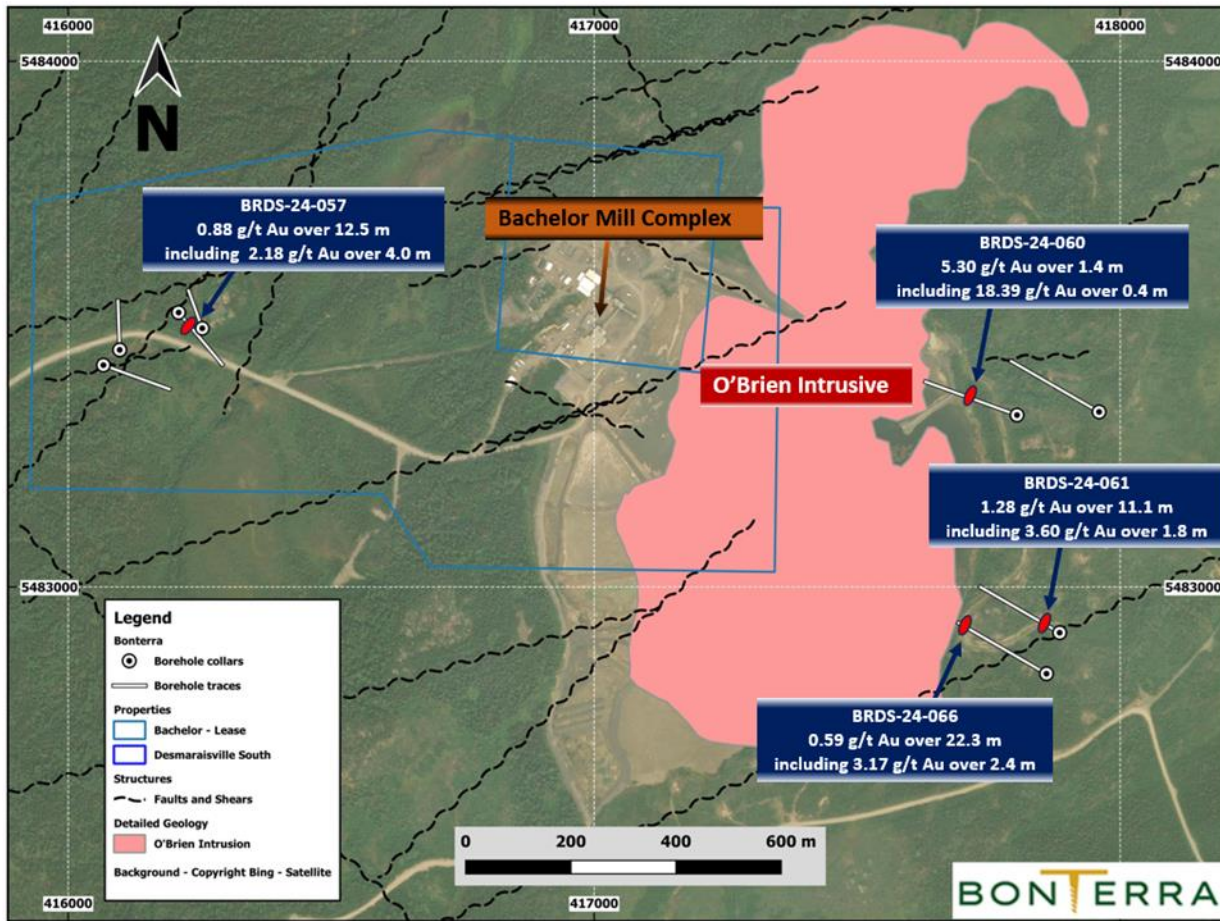 416000
417000
418000
5484000
5484000
N
BRDS-24-057
0.88 g/t Au over 12.5 m
including 2.18 g/t Au over 4.0 m
Bachelor Mill Complex
BRDS-24-060
5.30 g/t Au over 1.4 m
including 18.39 g/t Au over 0.4 m
O'Brien Intrusive
BRDS-24-061
1.28 g/t Au over 11.1 m
including 3.60 g/t Au over 1.8 m
5483000
5483000
BRDS-24-066
0.59 g/t Au over 22.3 m
including 3.17 g/t Au over 2.4 m
Legend
Bonterra
Borehole collars
Borehole traces
Properties
Bachelor - Lease
Desmaraisville South
Structures
Faults and Shears
Detailed Geology
O'Brien Intrusion
Background - Copyright Bing - Satellite
0 200 400 600 m
416000
417000
BONTERRA